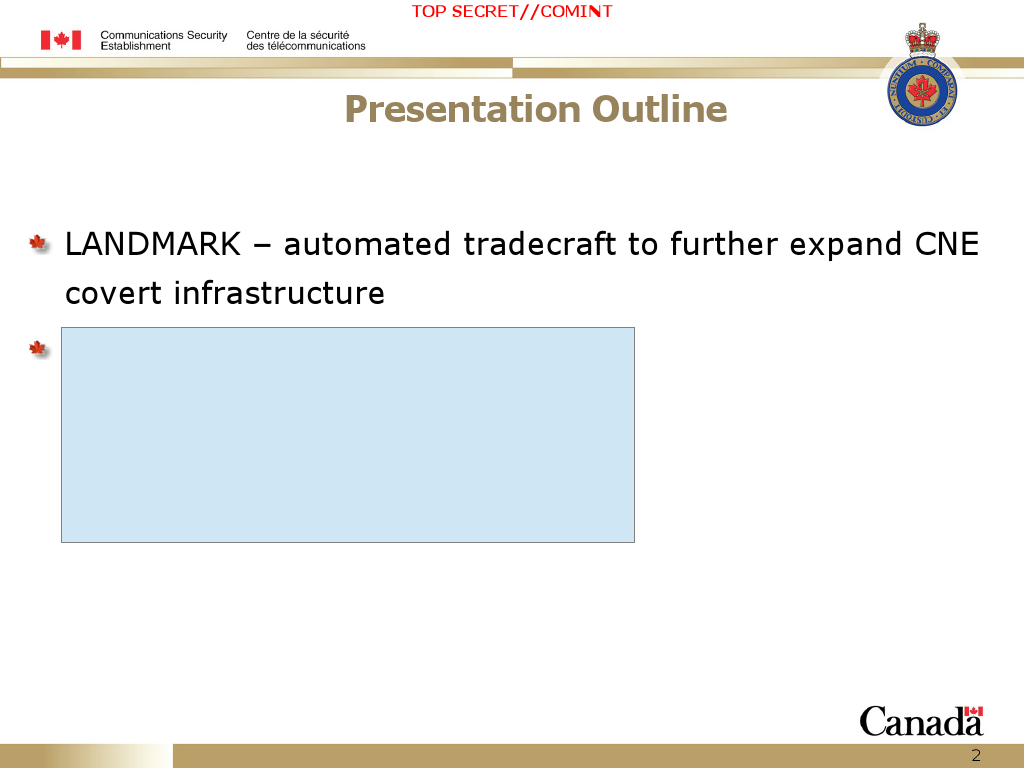 TOP SECRET//COMINT
Communications Security Establishment
Centre de la sécurité des télécommunications
Presentation Outline
LANDMARK – automated tradecraft to further expand CNE
covert infrastructure
Canada
2